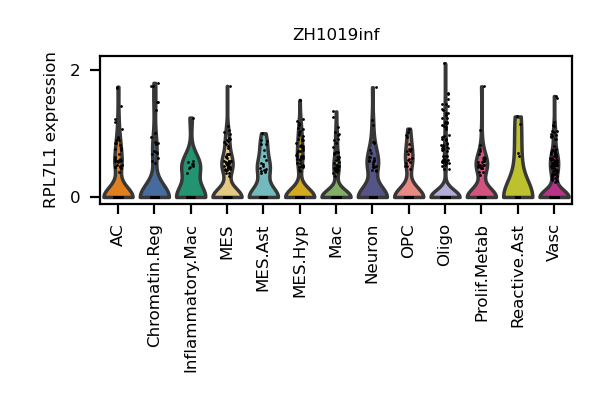 ZH1019inf
RPL7L1 expression
2
0
AC
Chromatin.Reg
Inflammatory.Mac
MES
MES.Ast
MES.Hyp
Mac
Neuron
OPC
Oligo
Prolif.Metab
Reactive.Ast
Vasc